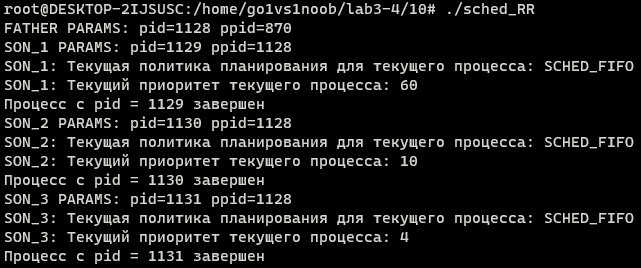 root@DESKTOP-2IJSUSC:/home/go1vs1noob/lab3-4/10# ./sched_RR
FATHER PARAMS: pid=1128 ppid=870
SON_1 PARAMS: pid=1129 ppid=1128
SON_1: Текущая политика планирования для текущего процесса: SCHED_FIFO
SON_1: Текущий приоритет текущего процесса: 60
Процесс с pid = 1129 завершен
SON_2 PARAMS: pid=1130 ppid=1128
SON_2: Текущая политика планирования для текущего процесса: SCHED_FIFO
SON_2: Текущий приоритет текущего процесса: 10
Процесс с pid = 1130 завершен
SON_3 PARAMS: pid=1131 ppid=1128
SON_3: Текущая политика планирования для текущего процесса: SCHED_FIFO
SON_3: Текущий приоритет текущего процесса: 4
Процесс с pid = 1131 завершен